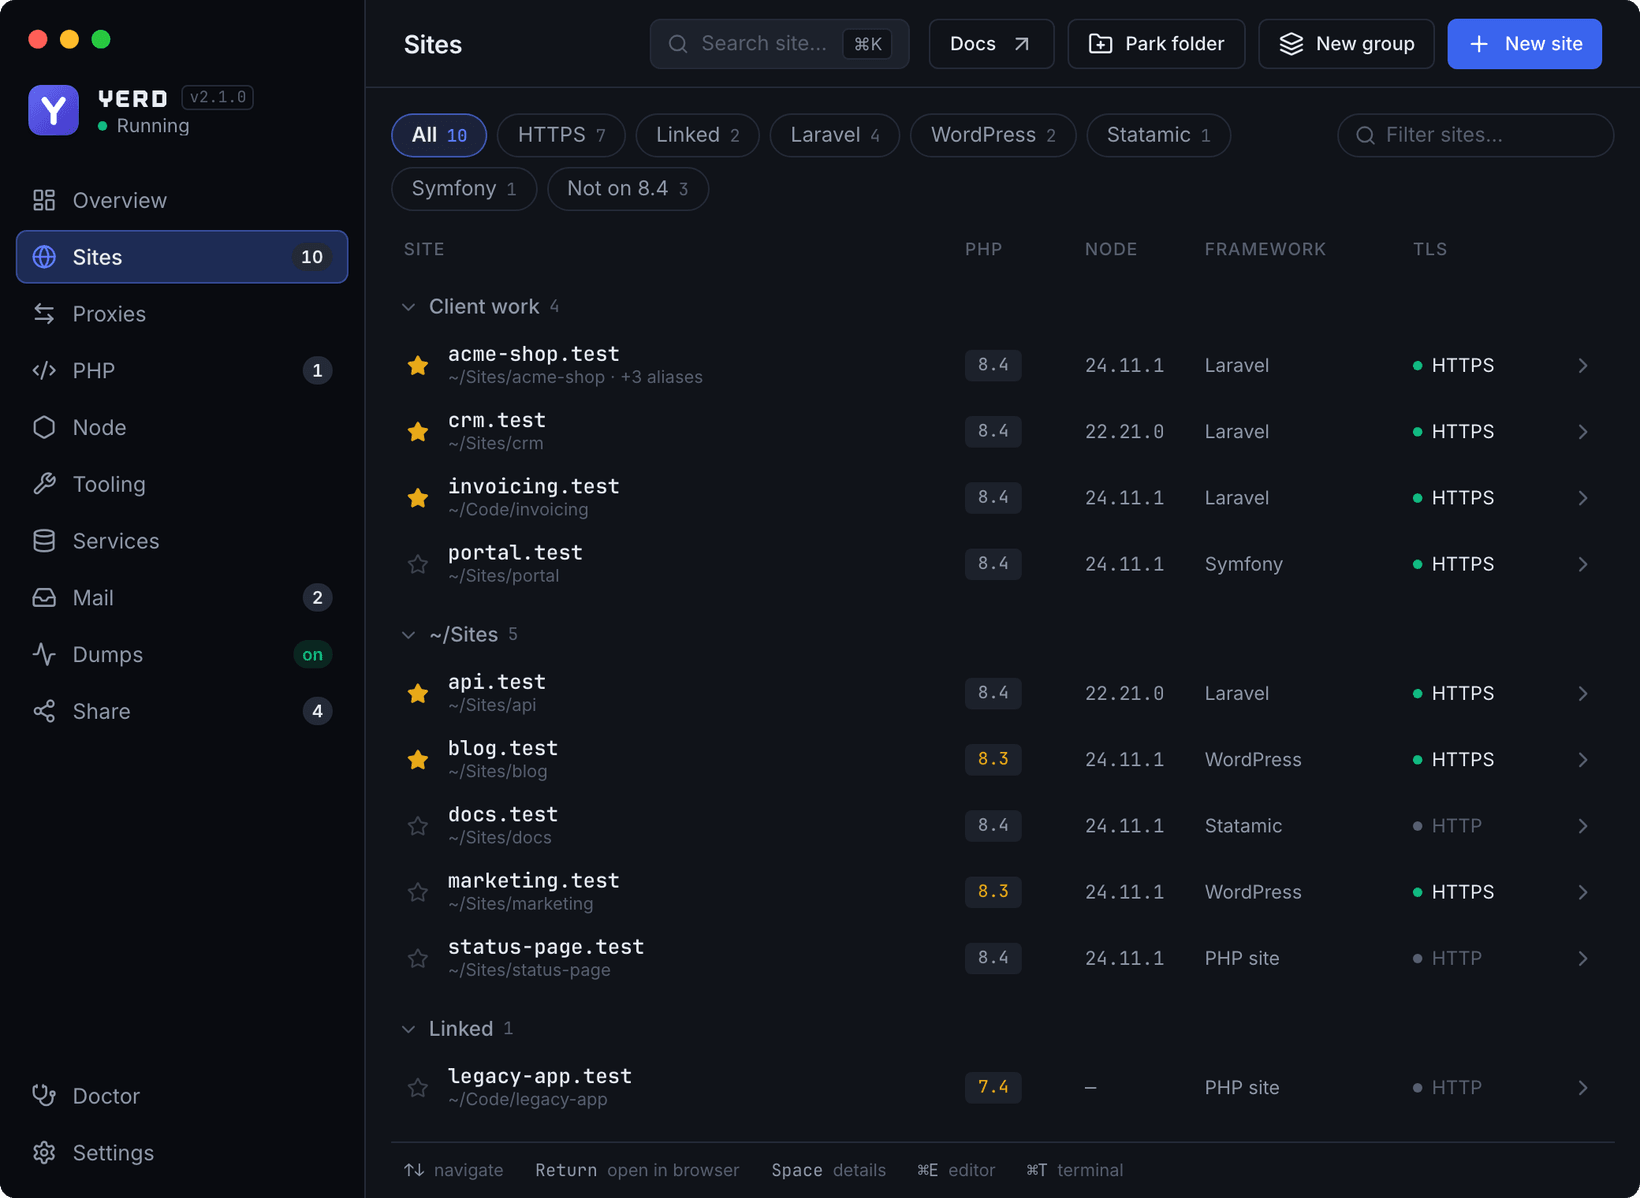 Y
YERD v2.1.0
Running
Overview
Sites 10
Proxies
PHP 1
Node
Tooling
Services
Mail 2
Dumps on
Share 4
Doctor
Settings
Sites
Search site... ⌘K
Docs
Park folder
New group
New site
All 10
HTTPS 7
Linked 2
Laravel 4
WordPress 2
Statamic 1
Filter sites...
Symfony 1
Not on 8.4 3
SITE PHP NODE FRAMEWORK TLS
Client work 4
acme-shop.test 8.4 24.11.1 Laravel HTTPS
~/Sites/acme-shop · +3 aliases
crm.test 8.4 22.21.0 Laravel HTTPS
~/Sites/crm
invoicing.test 8.4 24.11.1 Laravel HTTPS
~/Code/invoicing
portal.test 8.4 24.11.1 Symfony HTTPS
~/Sites/portal
~/Sites 5
api.test 8.4 22.21.0 Laravel HTTPS
~/Sites/api
blog.test 8.3 24.11.1 WordPress HTTPS
~/Sites/blog
docs.test 8.4 24.11.1 Statamic HTTP
~/Sites/docs
marketing.test 8.3 24.11.1 WordPress HTTPS
~/Sites/marketing
status-page.test 8.4 24.11.1 PHP site HTTP
~/Sites/status-page
Linked 1
legacy-app.test 7.4 – PHP site HTTP
~/Code/legacy-app
↑↓ navigate Return open in browser Space details ⌘E editor ⌘T terminal